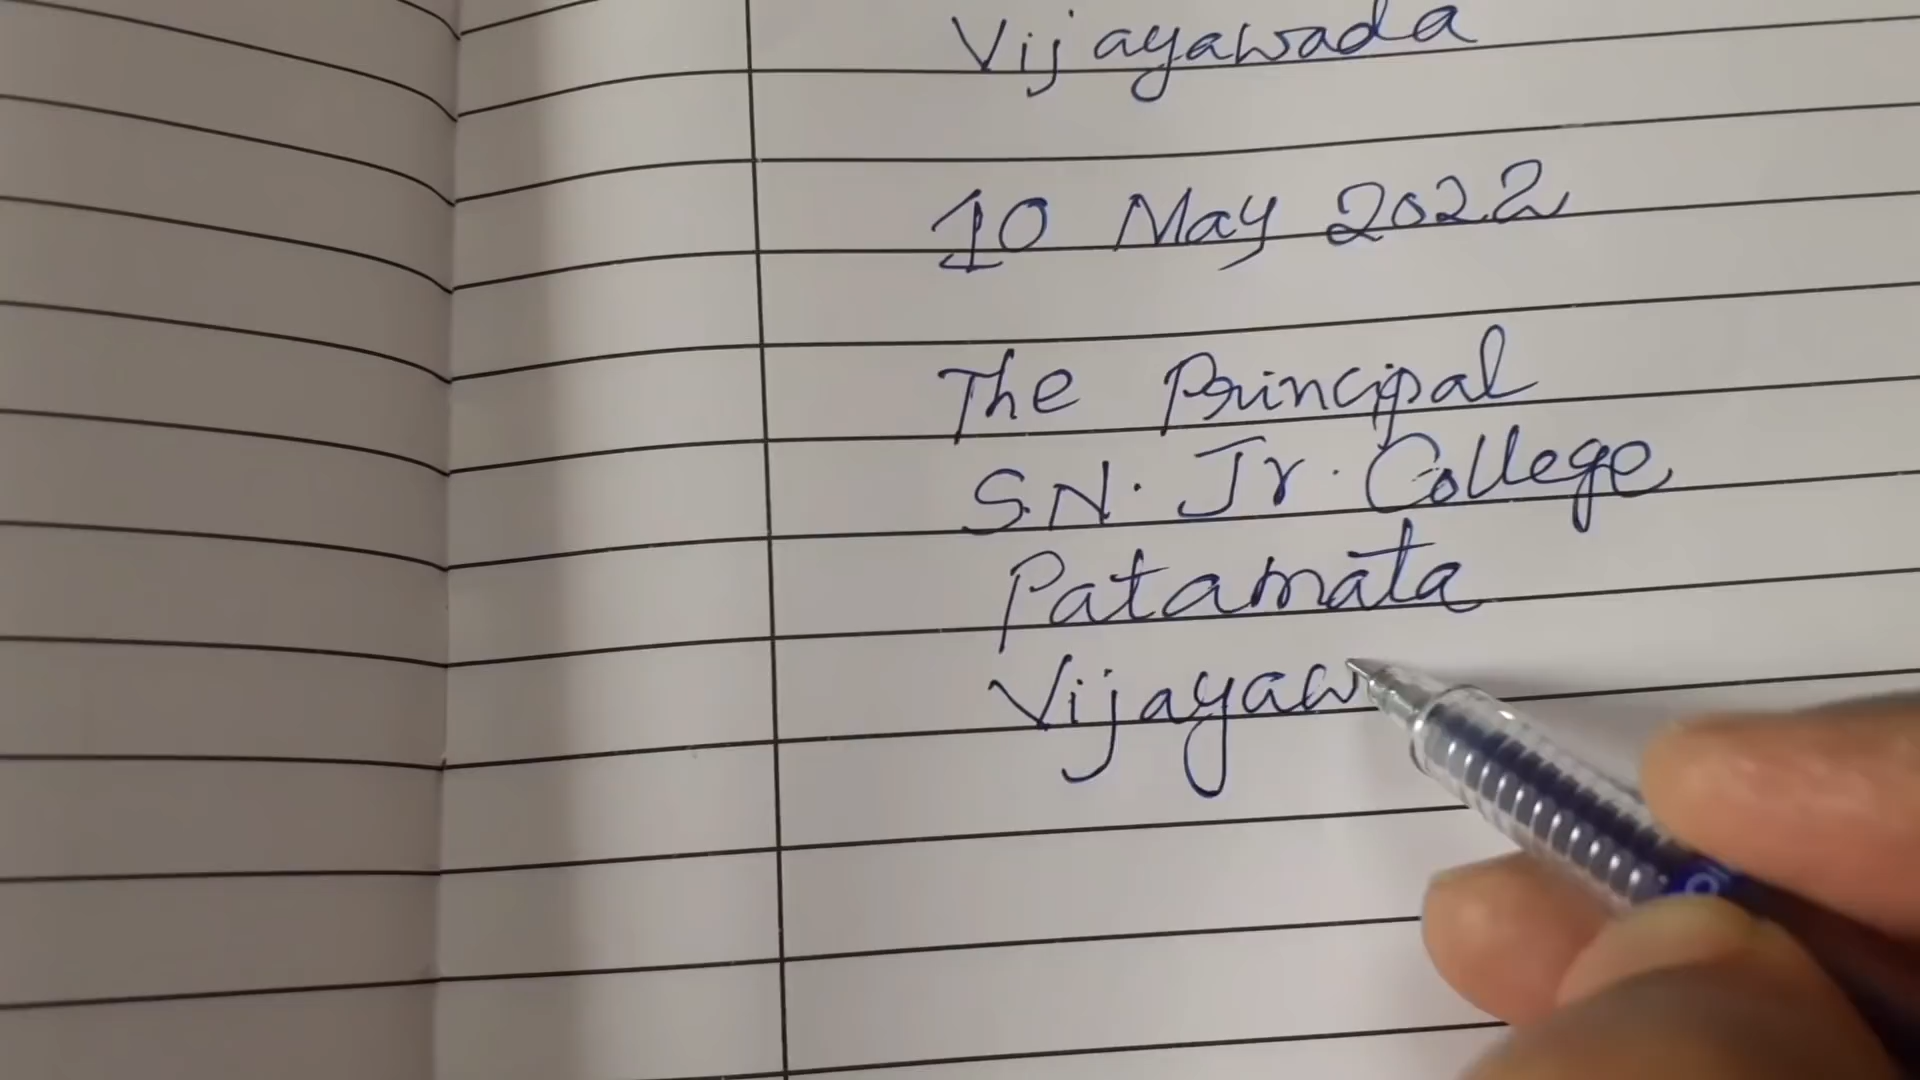 Vijayawada
10 May 2022
The Principal
S.N. Jr. College
Patamata
Vijayaw